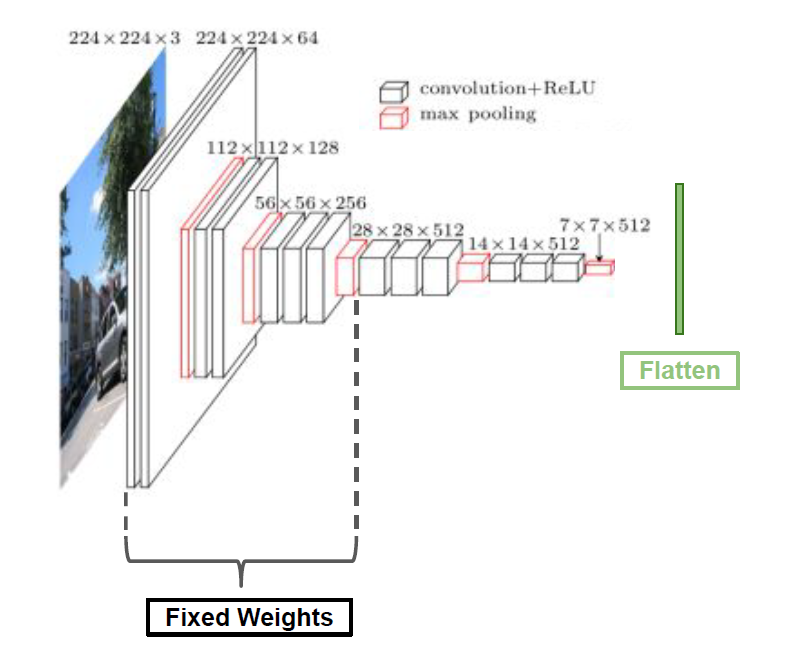 224×224×3
224×224×64
convolution+ReLU
max pooling
112×112×128
56×56×256
28×28×512
14×14×512
7×7×512
Flatten
Fixed Weights